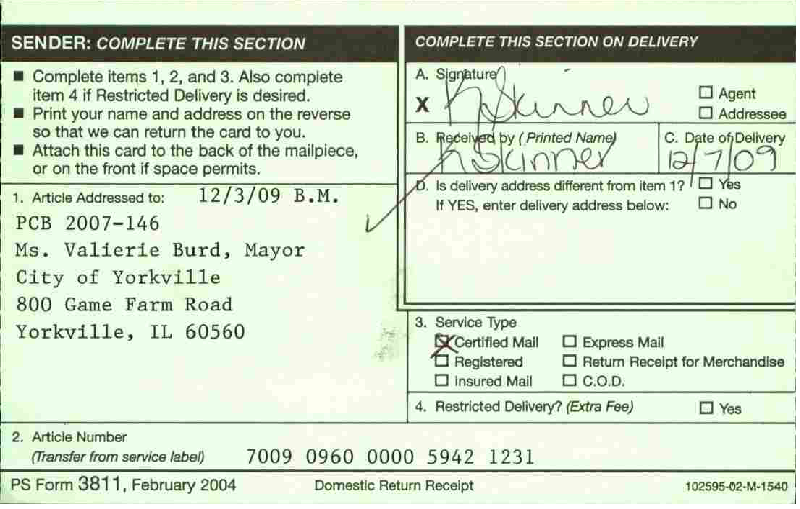 SENDER: COMPLETE THIS SECTION
■ Complete items 1, 2, and 3. Also complete
item 4 if Restricted Delivery is desired.
■ Print your name and address on the reverse
so that we can return the card to you.
■ Attach this card to the back of the mailpiece,
or on the front if space permits.
1. Article Addressed to: 12/3/09 B.M.
PCB 2007-146
Ms. Valierie Burd, Mayor
City of Yorkville
800 Game Farm Road
Yorkville, IL 60560
2. Article Number
(Transfer from service label) 7009 0960 0000 5942 1231
COMPLETE THIS SECTION ON DELIVERY
A. Signature
X K Skinner
☐ Agent
☐ Addressee
B. Received by (Printed Name)
K Skinner
C. Date of Delivery
12/7/09
D. Is delivery address different from item 1? ☐ Yes
If YES, enter delivery address below: ☐ No
3. Service Type
☒ Certified Mail ☐ Express Mail
☐ Registered ☐ Return Receipt for Merchandise
☐ Insured Mail ☐ C.O.D.
4. Restricted Delivery? (Extra Fee) ☐ Yes
PS Form 3811, February 2004 Domestic Return Receipt 102595-02-M-1540